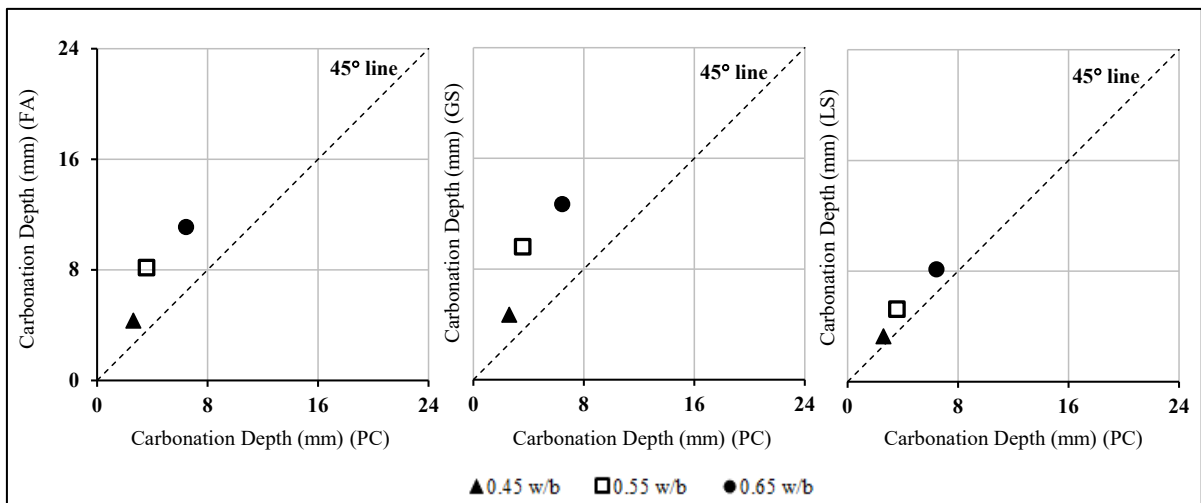 24
16
8
0
Carbonation Depth (mm) (FA)
45° line
0 8 16 24
Carbonation Depth (mm) (PC)
Carbonation Depth (mm) (GS)
45° line
0 8 16 24
Carbonation Depth (mm) (PC)
Carbonation Depth (mm) (LS)
45° line
0 8 16 24
Carbonation Depth (mm) (PC)
0.45 w/b 0.55 w/b 0.65 w/b